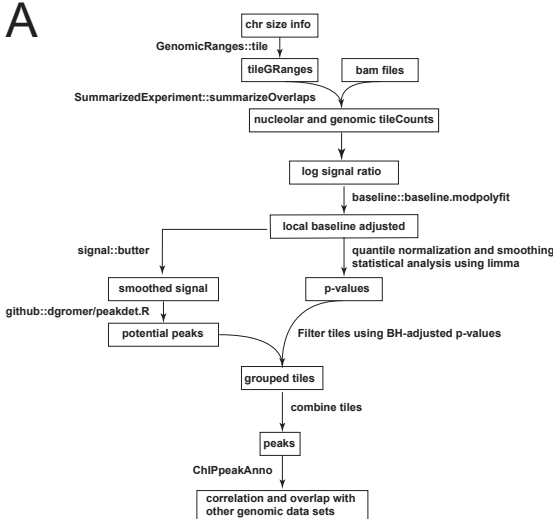 A
chr size info
GenomicRanges::tile
tileGRanges
bam files
SummarizedExperiment::summarizeOverlaps
nucleolar and genomic tileCounts
log signal ratio
baseline::baseline.modpolyfit
local baseline adjusted
signal::butter
quantile normalization and smoothing
statistical analysis using limma
smoothed signal
p-values
github::dgromer/peakdet.R
potential peaks
Filter tiles using BH-adjusted p-values
grouped tiles
combine tiles
peaks
ChIPpeakAnno
correlation and overlap with
other genomic data sets